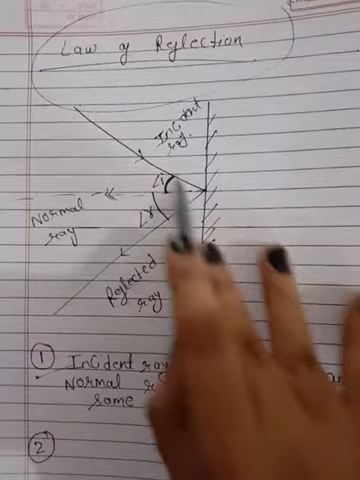 Law of Reflection
Incident
ray.
∠i
Normal
ray
∠r
Reflected
ray
① Incident ray
Normal r
same
②